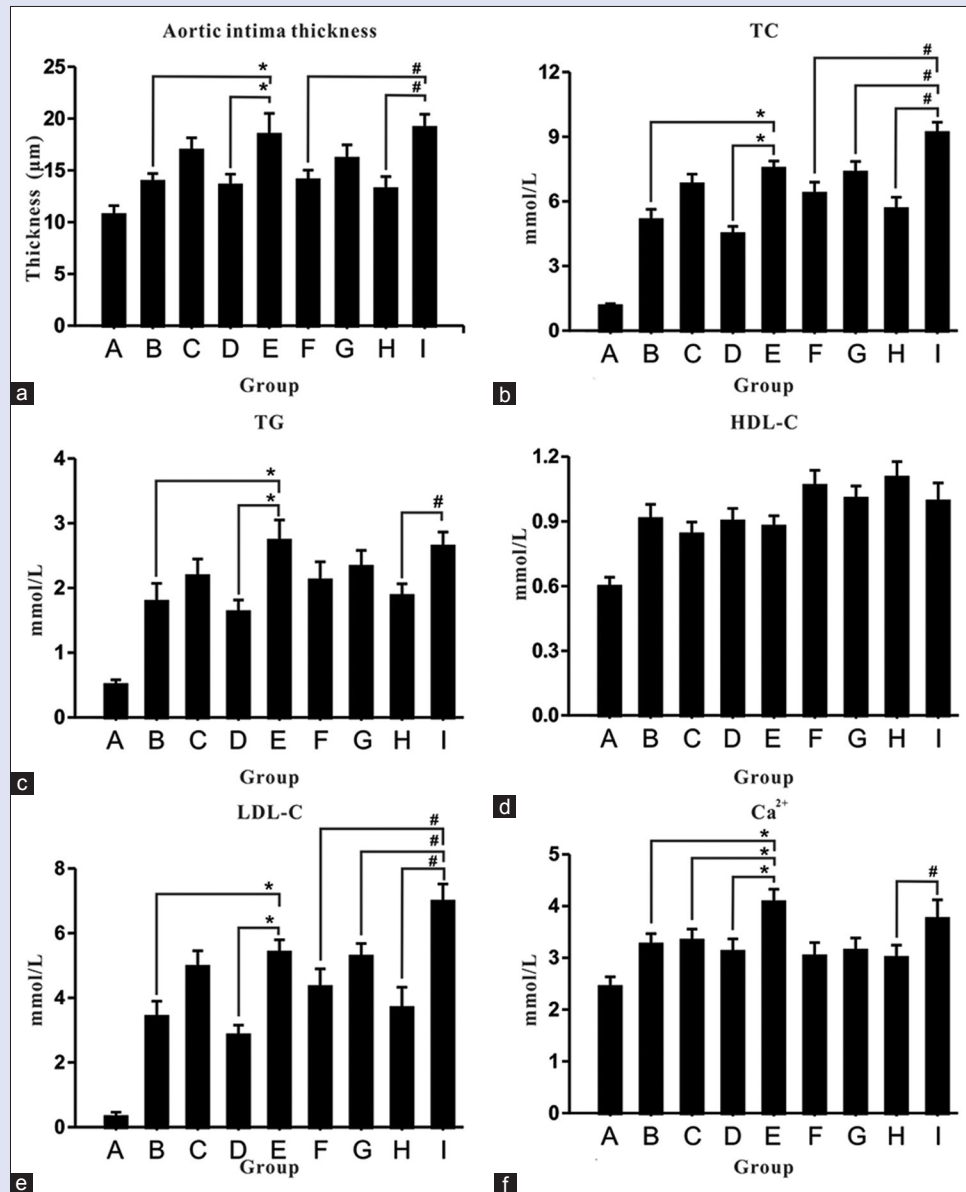 Aortic intima thickness
Thickness (µm)
25
20
15
10
5
0
* * # #
A B C D E F G H I
Group
a
TC
mmol/L
12
9
6
3
0
* * # # #
A B C D E F G H I
Group
b
TG
mmol/L
4
3
2
1
0
* * #
A B C D E F G H I
Group
c
HDL-C
mmol/L
1.2
0.9
0.6
0.3
0.0
A B C D E F G H I
Group
d
LDL-C
mmol/L
8
6
4
2
0
* * # # #
A B C D E F G H I
Group
e
Ca²⁺
mmol/L
5
4
3
2
1
0
* * * #
A B C D E F G H I
Group
f